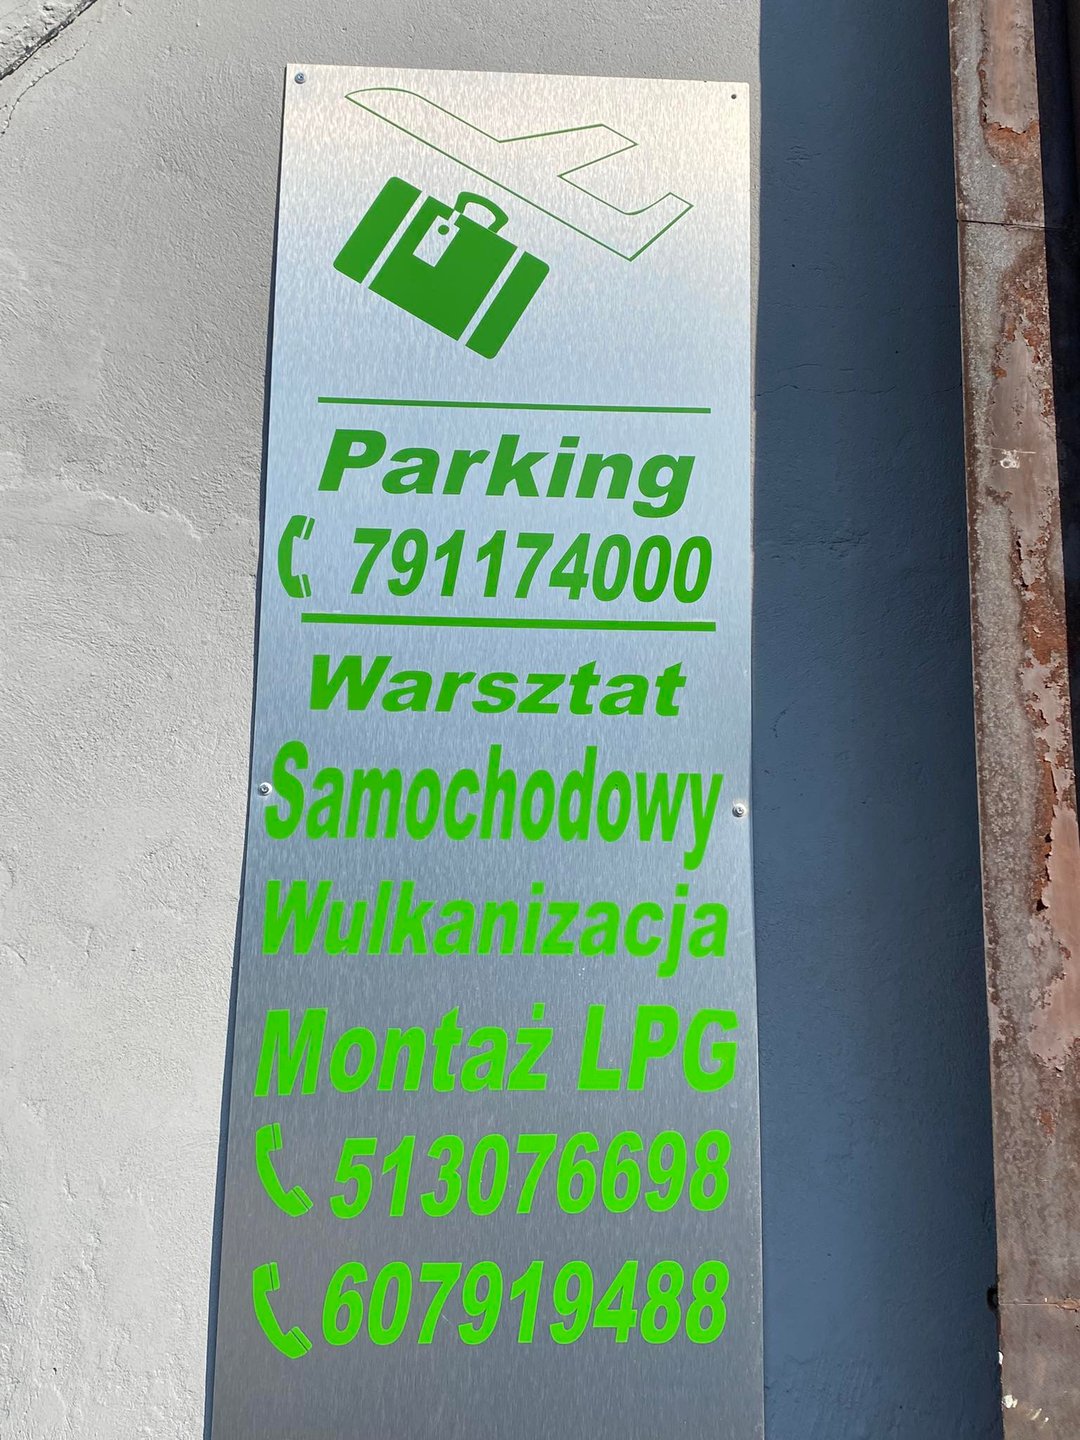 Parking
791174000
Warsztat
Samochodowy
Wulkanizacja
Montaż LPG
513076698
607919488